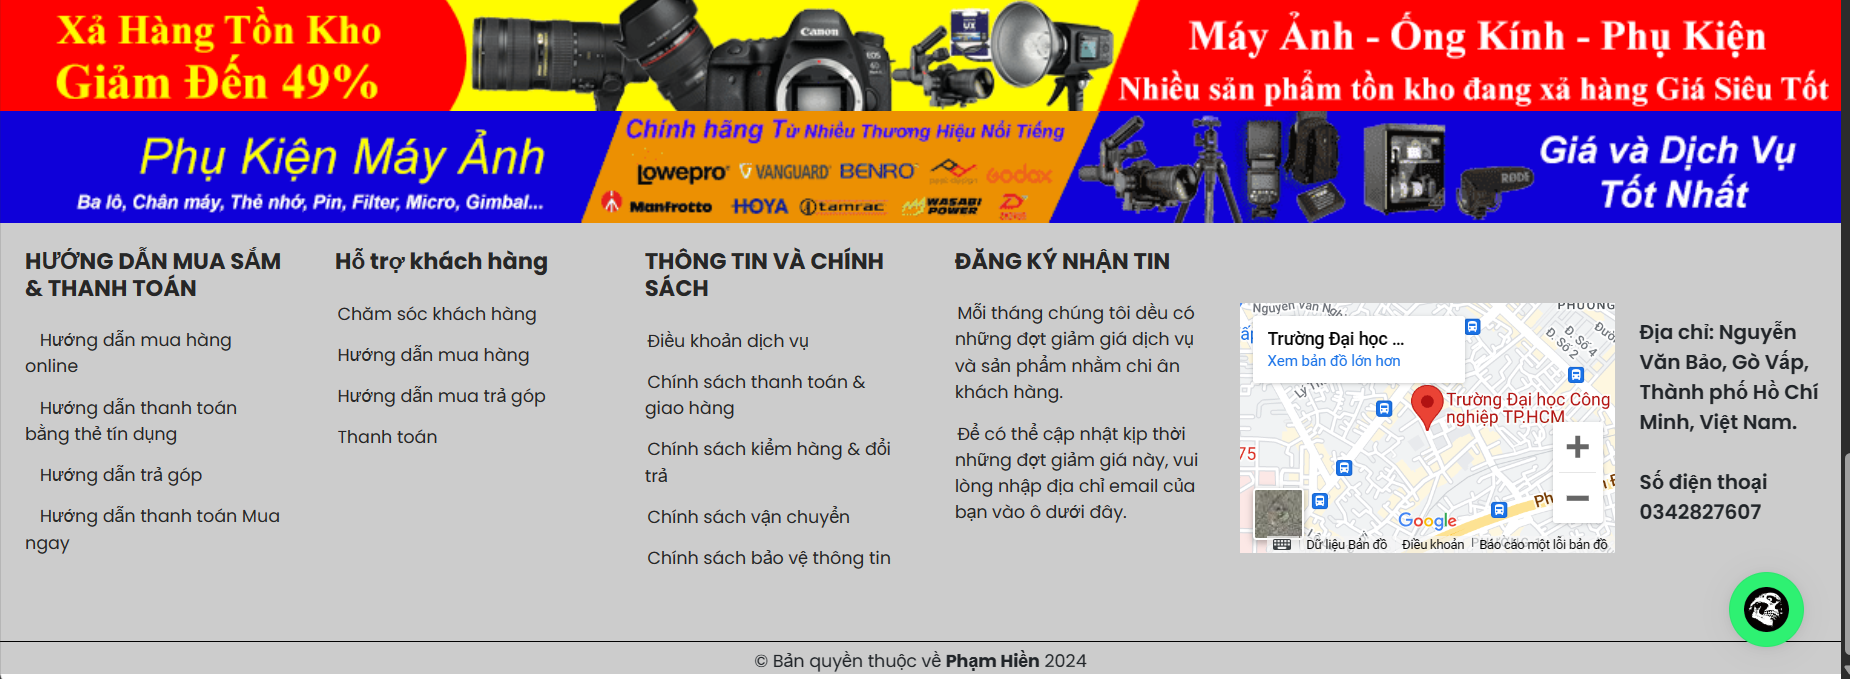 Xả Hàng Tồn Kho
Giảm Đến 49%
Canon
EOS
6D
UX
Máy Ảnh - Ống Kính - Phụ Kiện
Nhiều sản phẩm tồn kho đang xả hàng Giá Siêu Tốt
Phụ Kiện Máy Ảnh
Ba lô, Chân máy, Thẻ nhớ, Pin, Filter, Micro, Gimbal...
Chính hãng Từ Nhiều Thương Hiệu Nổi Tiếng
Lowepro VANGUARD BENRO peak design Godox
Manfrotto HOYA tamrac WASABI POWER
RØDE
Giá và Dịch Vụ
Tốt Nhất
HƯỚNG DẪN MUA SẮM
& THANH TOÁN
Hướng dẫn mua hàng
online
Hướng dẫn thanh toán
bằng thẻ tín dụng
Hướng dẫn trả góp
Hướng dẫn thanh toán Mua
ngay
Hỗ trợ khách hàng
Chăm sóc khách hàng
Hướng dẫn mua hàng
Hướng dẫn mua trả góp
Thanh toán
THÔNG TIN VÀ CHÍNH
SÁCH
Điều khoản dịch vụ
Chính sách thanh toán &
giao hàng
Chính sách kiểm hàng & đổi
trả
Chính sách vận chuyển
Chính sách bảo vệ thông tin
ĐĂNG KÝ NHẬN TIN
Mỗi tháng chúng tôi đều có
những đợt giảm giá dịch vụ
và sản phẩm nhằm chi ân
khách hàng.
Để có thể cập nhật kịp thời
những đợt giảm giá này, vui
lòng nhập địa chỉ email của
bạn vào ô dưới đây.
Trường Đại học ...
Xem bản đồ lớn hơn
Đ. Số 2
Đ. Số 4
Trường Đại học Công
nghiệp TP.HCM
75
Google
Dữ liệu Bản đồ Điều khoản Báo cáo một lỗi bản đồ
Địa chỉ: Nguyễn
Văn Bảo, Gò Vấp,
Thành phố Hồ Chí
Minh, Việt Nam.
Số điện thoại
0342827607
© Bản quyền thuộc về Phạm Hiền 2024